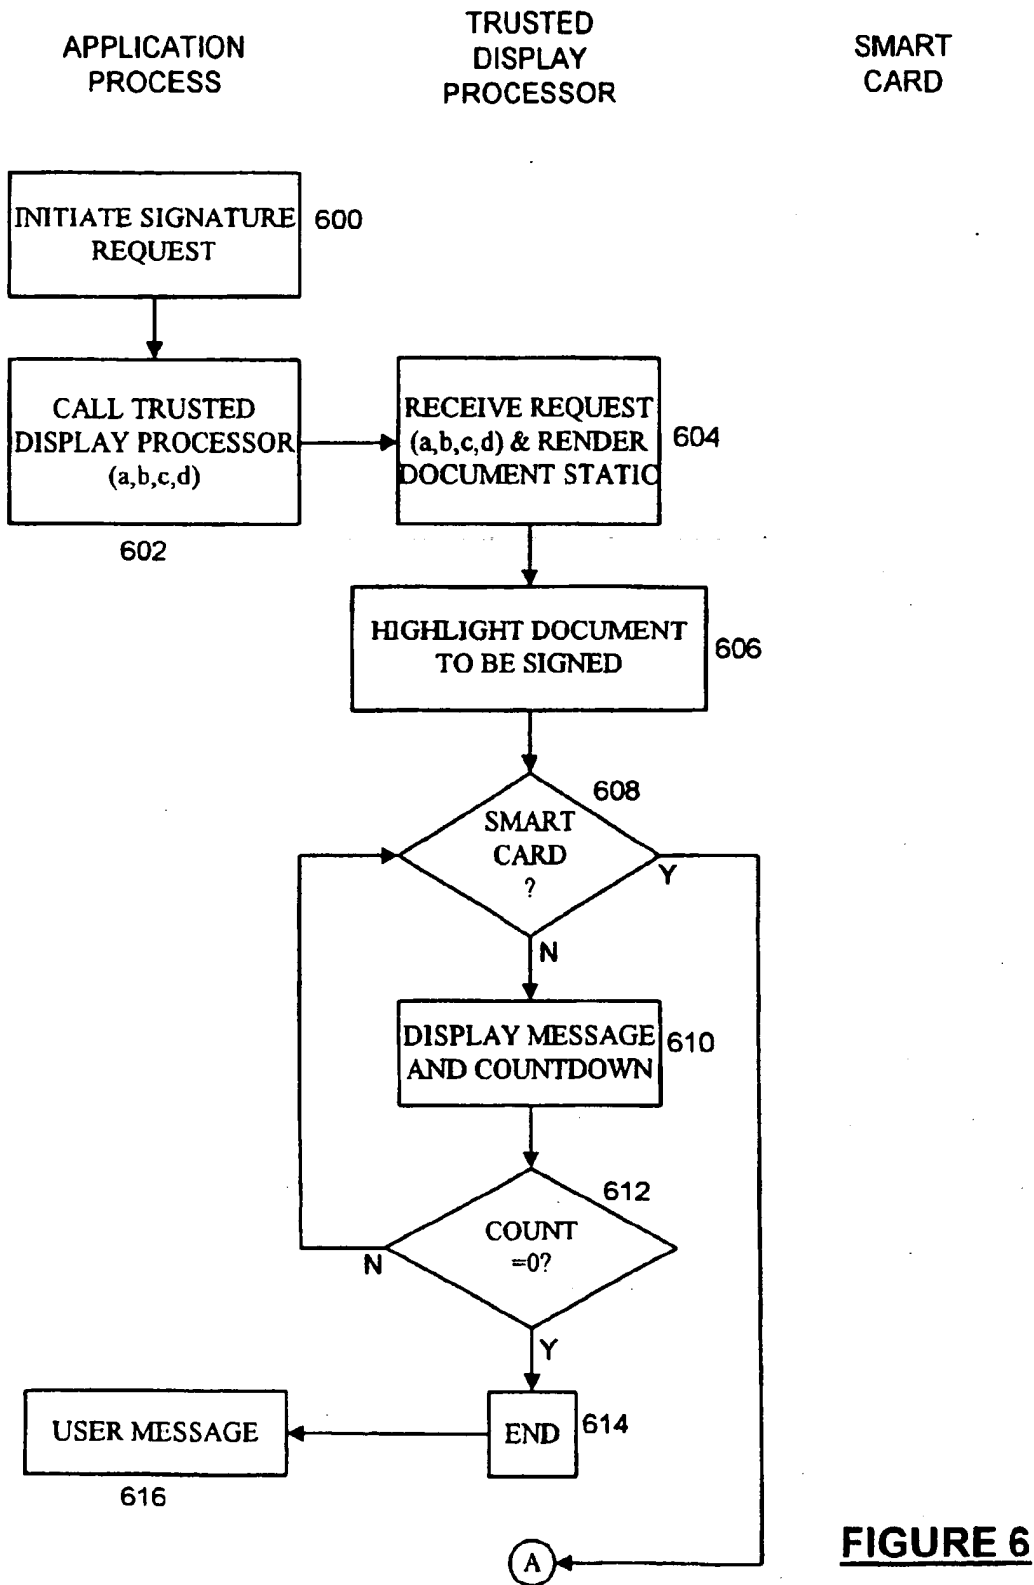 APPLICATION
PROCESS
TRUSTED
DISPLAY
PROCESSOR
SMART
CARD
INITIATE SIGNATURE
REQUEST
600
CALL TRUSTED
DISPLAY PROCESSOR
(a,b,c,d)
602
RECEIVE REQUEST
(a,b,c,d) & RENDER
DOCUMENT STATIC
604
HIGHLIGHT DOCUMENT
TO BE SIGNED
606
608
SMART
CARD
?
Y
N
DISPLAY MESSAGE
AND COUNTDOWN
610
612
COUNT
=0?
N
Y
USER MESSAGE
616
END
614
A
FIGURE 6